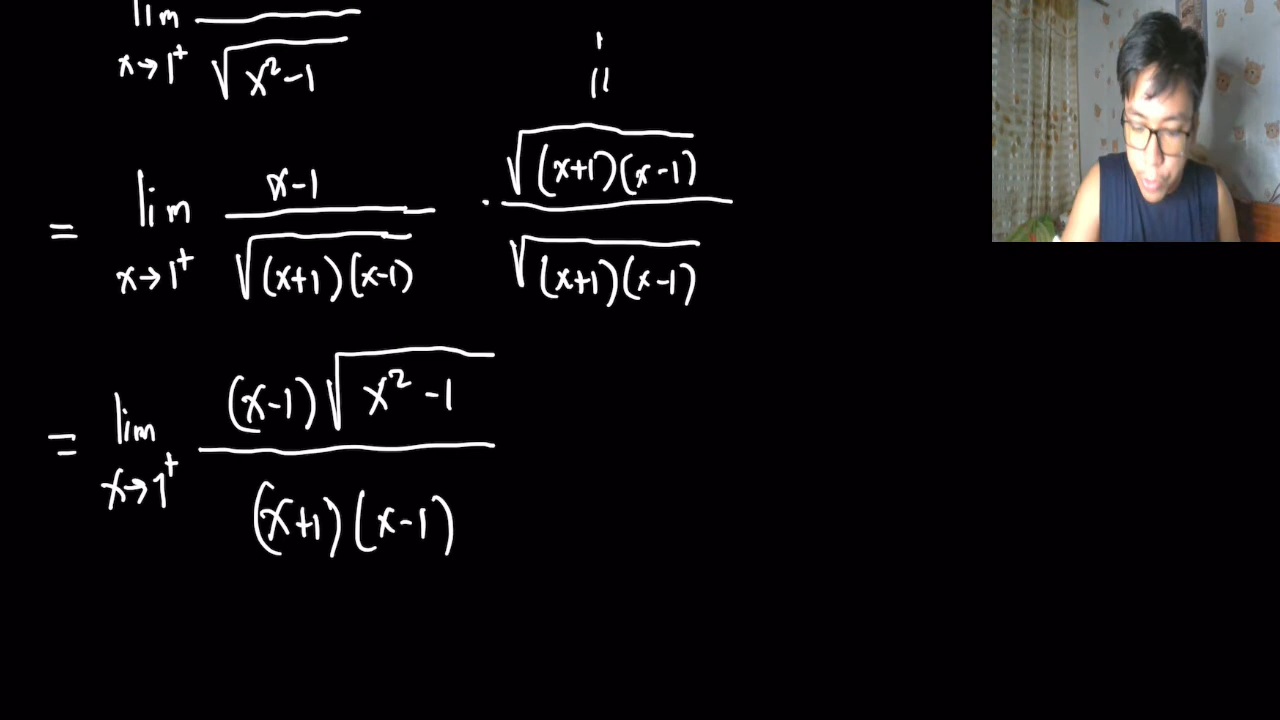 lim ――― x→1⁺ √(x²-1)
1
=
= lim x→1⁺ x-1 / √((x+1)(x-1)) · √((x+1)(x-1)) / √((x+1)(x-1))
= lim x→1⁺ (x-1)√(x²-1) / (x+1)(x-1)